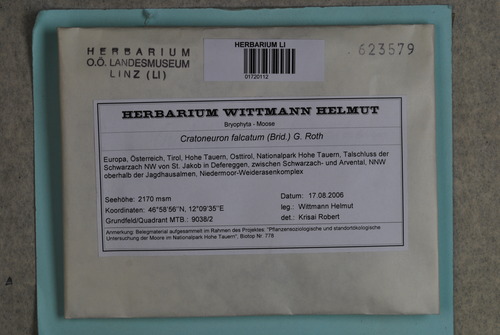 HERBARIUM
O.Ö. LANDESMUSEUM
LINZ (LI)
HERBARIUM LI
01720112
623579
HERBARIUM WITTMANN HELMUT
Bryophyta - Moose
Cratoneuron falcatum (Brid.) G. Roth
Europa, Österreich, Tirol, Hohe Tauern, Osttirol, Nationalpark Hohe Tauern, Talschluss der
Schwarzach NW von St. Jakob in Defereggen, zwischen Schwarzach- und Arvental, NNW
oberhalb der Jagdhausalmen, Niedermoor-Weiderasenkomplex
Seehöhe: 2170 msm
Datum: 17.08.2006
Koordinaten: 46°58'56''N, 12°09'35''E
leg.: Wittmann Helmut
Grundfeld/Quadrant MTB.: 9038/2
det.: Krisai Robert
Anmerkung: Belegmaterial aufgesammelt im Rahmen des Projektes: "Pflanzensoziologische und standortökologische
Untersuchung der Moore im Nationalpark Hohe Tauern", Biotop Nr. 778